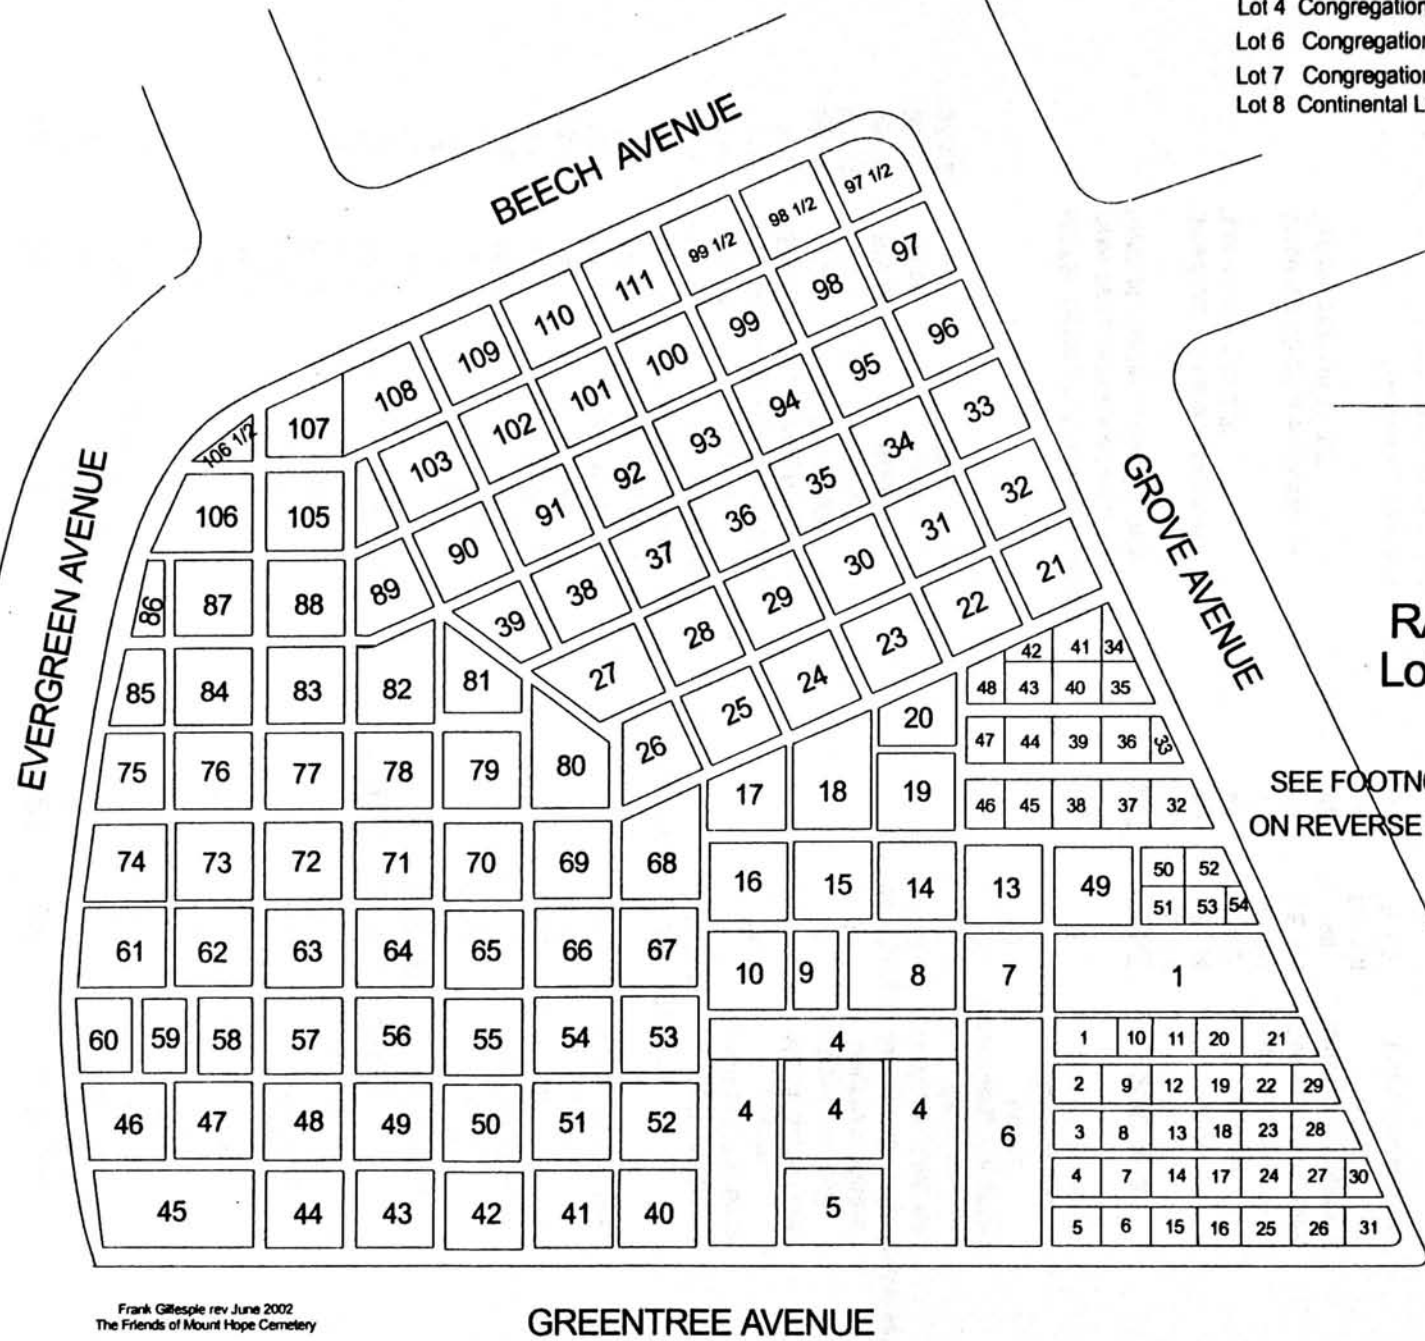 Lot 4 Congregation
Lot 6 Congregation
Lot 7 Congregation
Lot 8 Continental L
BEECH AVENUE
97 1/2
98 1/2
99 1/2
111
110
109
108
107
106 1/2
97
98
99
100
101
102
103
105
106
96
95
94
93
92
91
90
89
88
87
86
33
34
35
36
37
38
39
32
31
30
29
28
27
21
22
23
24
25
26
85 84 83 82 81
75 76 77 78 79 80
74 73 72 71 70 69 68
61 62 63 64 65 66 67
60 59 58 57 56 55 54 53
46 47 48 49 50 51 52
45 44 43 42 41 40
20
17 18 19
16 15 14 13 49
10 9 8 7 1
4
4 4 4 6
5
42 41 34
48 43 40 35
47 44 39 36 33
46 45 38 37 32
50 52
51 53 54
1 10 11 20 21
2 9 12 19 22 29
3 8 13 18 23 28
4 7 14 17 24 27 30
5 6 15 16 25 26 31
EVERGREEN AVENUE
GROVE AVENUE
Lo
SEE FOOTN
ON REVERSE
Frank Gillespie rev June 2002
The Friends of Mount Hope Cemetery
GREENTREE AVENUE